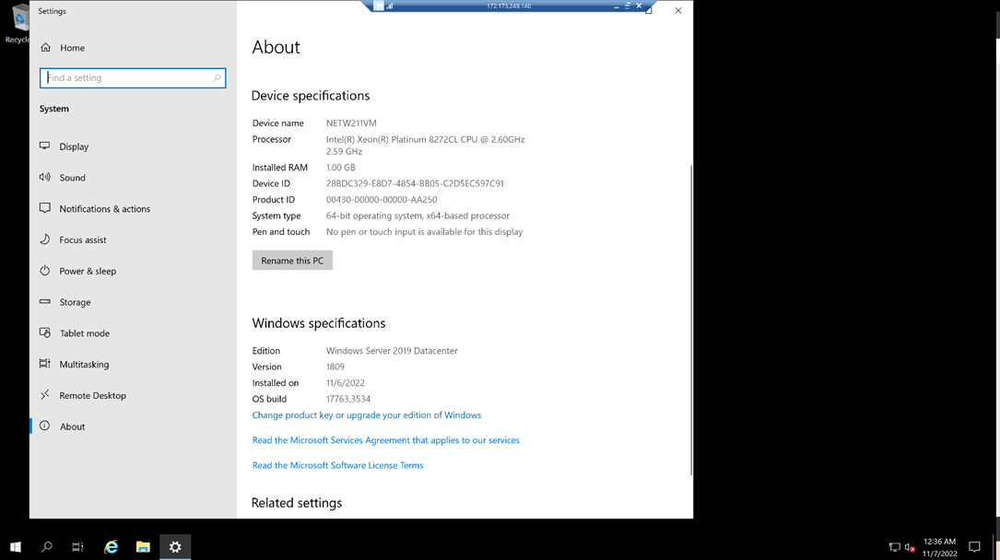 Settings
172.173.249.140
Recycle
Home
Find a setting
System
Display
Sound
Notifications & actions
Focus assist
Power & sleep
Storage
Tablet mode
Multitasking
Remote Desktop
About
About
Device specifications
Device name NETW211VM
Processor Intel(R) Xeon(R) Platinum 8272CL CPU @ 2.60GHz
2.59 GHz
Installed RAM 1.00 GB
Device ID 28BDC329-E8D7-4854-BB05-C2D5EC597C91
Product ID 00430-00000-00000-AA250
System type 64-bit operating system, x64-based processor
Pen and touch No pen or touch input is available for this display
Rename this PC
Windows specifications
Edition Windows Server 2019 Datacenter
Version 1809
Installed on 11/6/2022
OS build 17763.3534
Change product key or upgrade your edition of Windows
Read the Microsoft Services Agreement that applies to our services
Read the Microsoft Software License Terms
Related settings
12:36 AM
11/7/2022